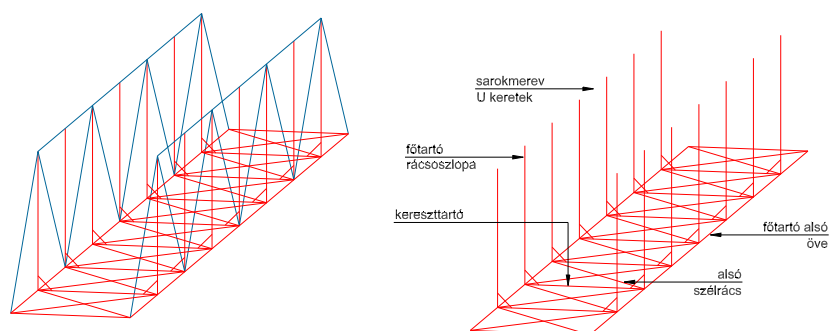 sarokmerev
U keretek
főtartó
rácsoszlopa
kereszttartó
főtartó alsó
öve
alsó
szélrács